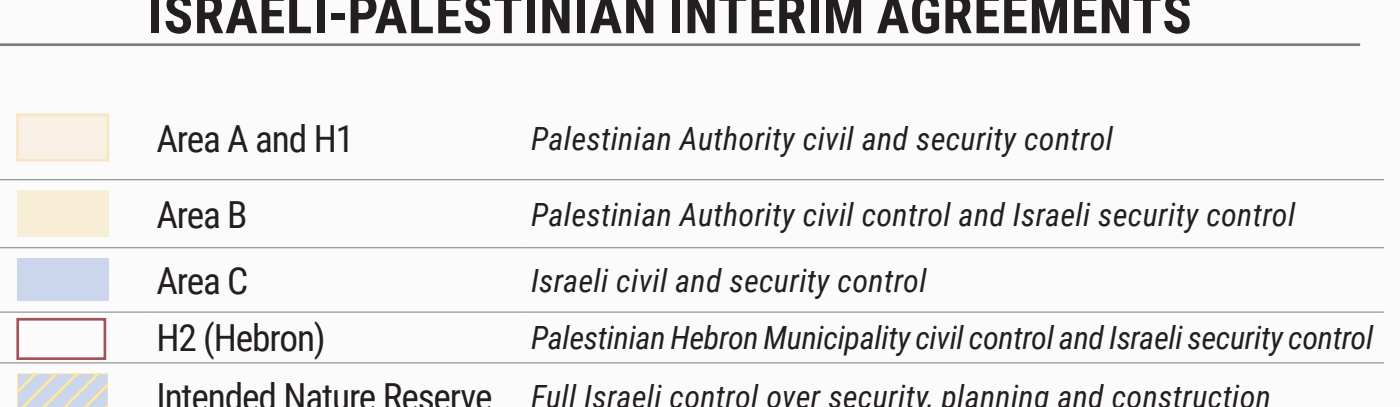 ISRAELI-PALESTINIAN INTERIM AGREEMENTS
Area A and H1 Palestinian Authority civil and security control
Area B Palestinian Authority civil control and Israeli security control
Area C Israeli civil and security control
H2 (Hebron) Palestinian Hebron Municipality civil control and Israeli security control
Intended Nature Reserve Full Israeli control over security, planning and construction